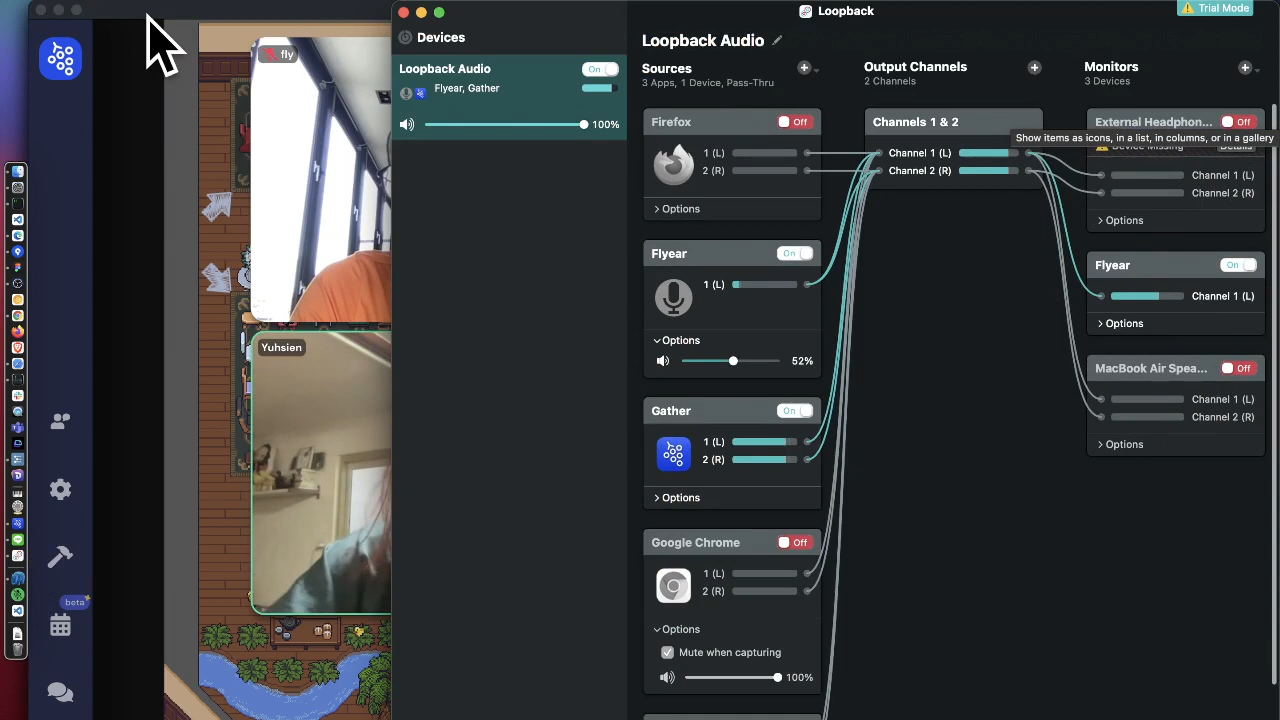 fly
Yuhsien
beta
Devices
Loopback Audio
On
Flyear, Gather
100%
Loopback
Trial Mode
Loopback Audio
Sources
3 Apps, 1 Device, Pass-Thru
Firefox
Off
1 (L)
2 (R)
Options
Flyear
On
1 (L)
Options
52%
Gather
On
1 (L)
2 (R)
Options
Google Chrome
Off
1 (L)
2 (R)
Options
Mute when capturing
100%
Output Channels
2 Channels
Channels 1 & 2
Channel 1 (L)
Channel 2 (R)
Monitors
3 Devices
External Headphon...
Off
Show items as icons, in a list, in columns, or in a gallery
Device Missing
Details
Channel 1 (L)
Channel 2 (R)
Options
Flyear
On
Channel 1 (L)
Options
MacBook Air Spea...
Off
Channel 1 (L)
Channel 2 (R)
Options